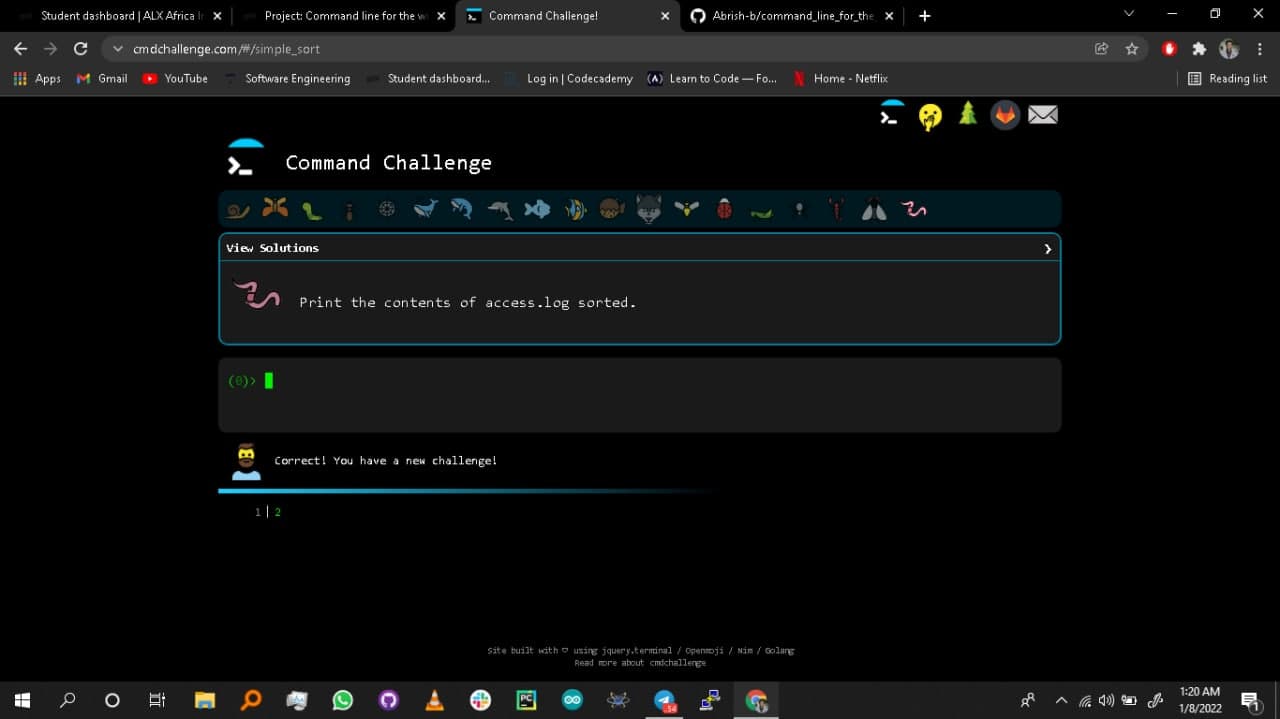 Student dashboard | ALX Africa I
Project: Command line for the w
Command Challenge!
Abrish-b/command_line_for_the_
cmdchallenge.com/#/simple_sort
Apps
Gmail
YouTube
Software Engineering
Student dashboard...
Log in | Codecademy
Learn to Code — Fo...
Home - Netflix
Reading list
Command Challenge
View Solutions
Print the contents of access.log sorted.
(0)>
Correct! You have a new challenge!
1 | 2
Site built with ♡ using jquery.terminal / Openmoji / Nim / Golang
Read more about cmdchallenge
1:20 AM
1/8/2022